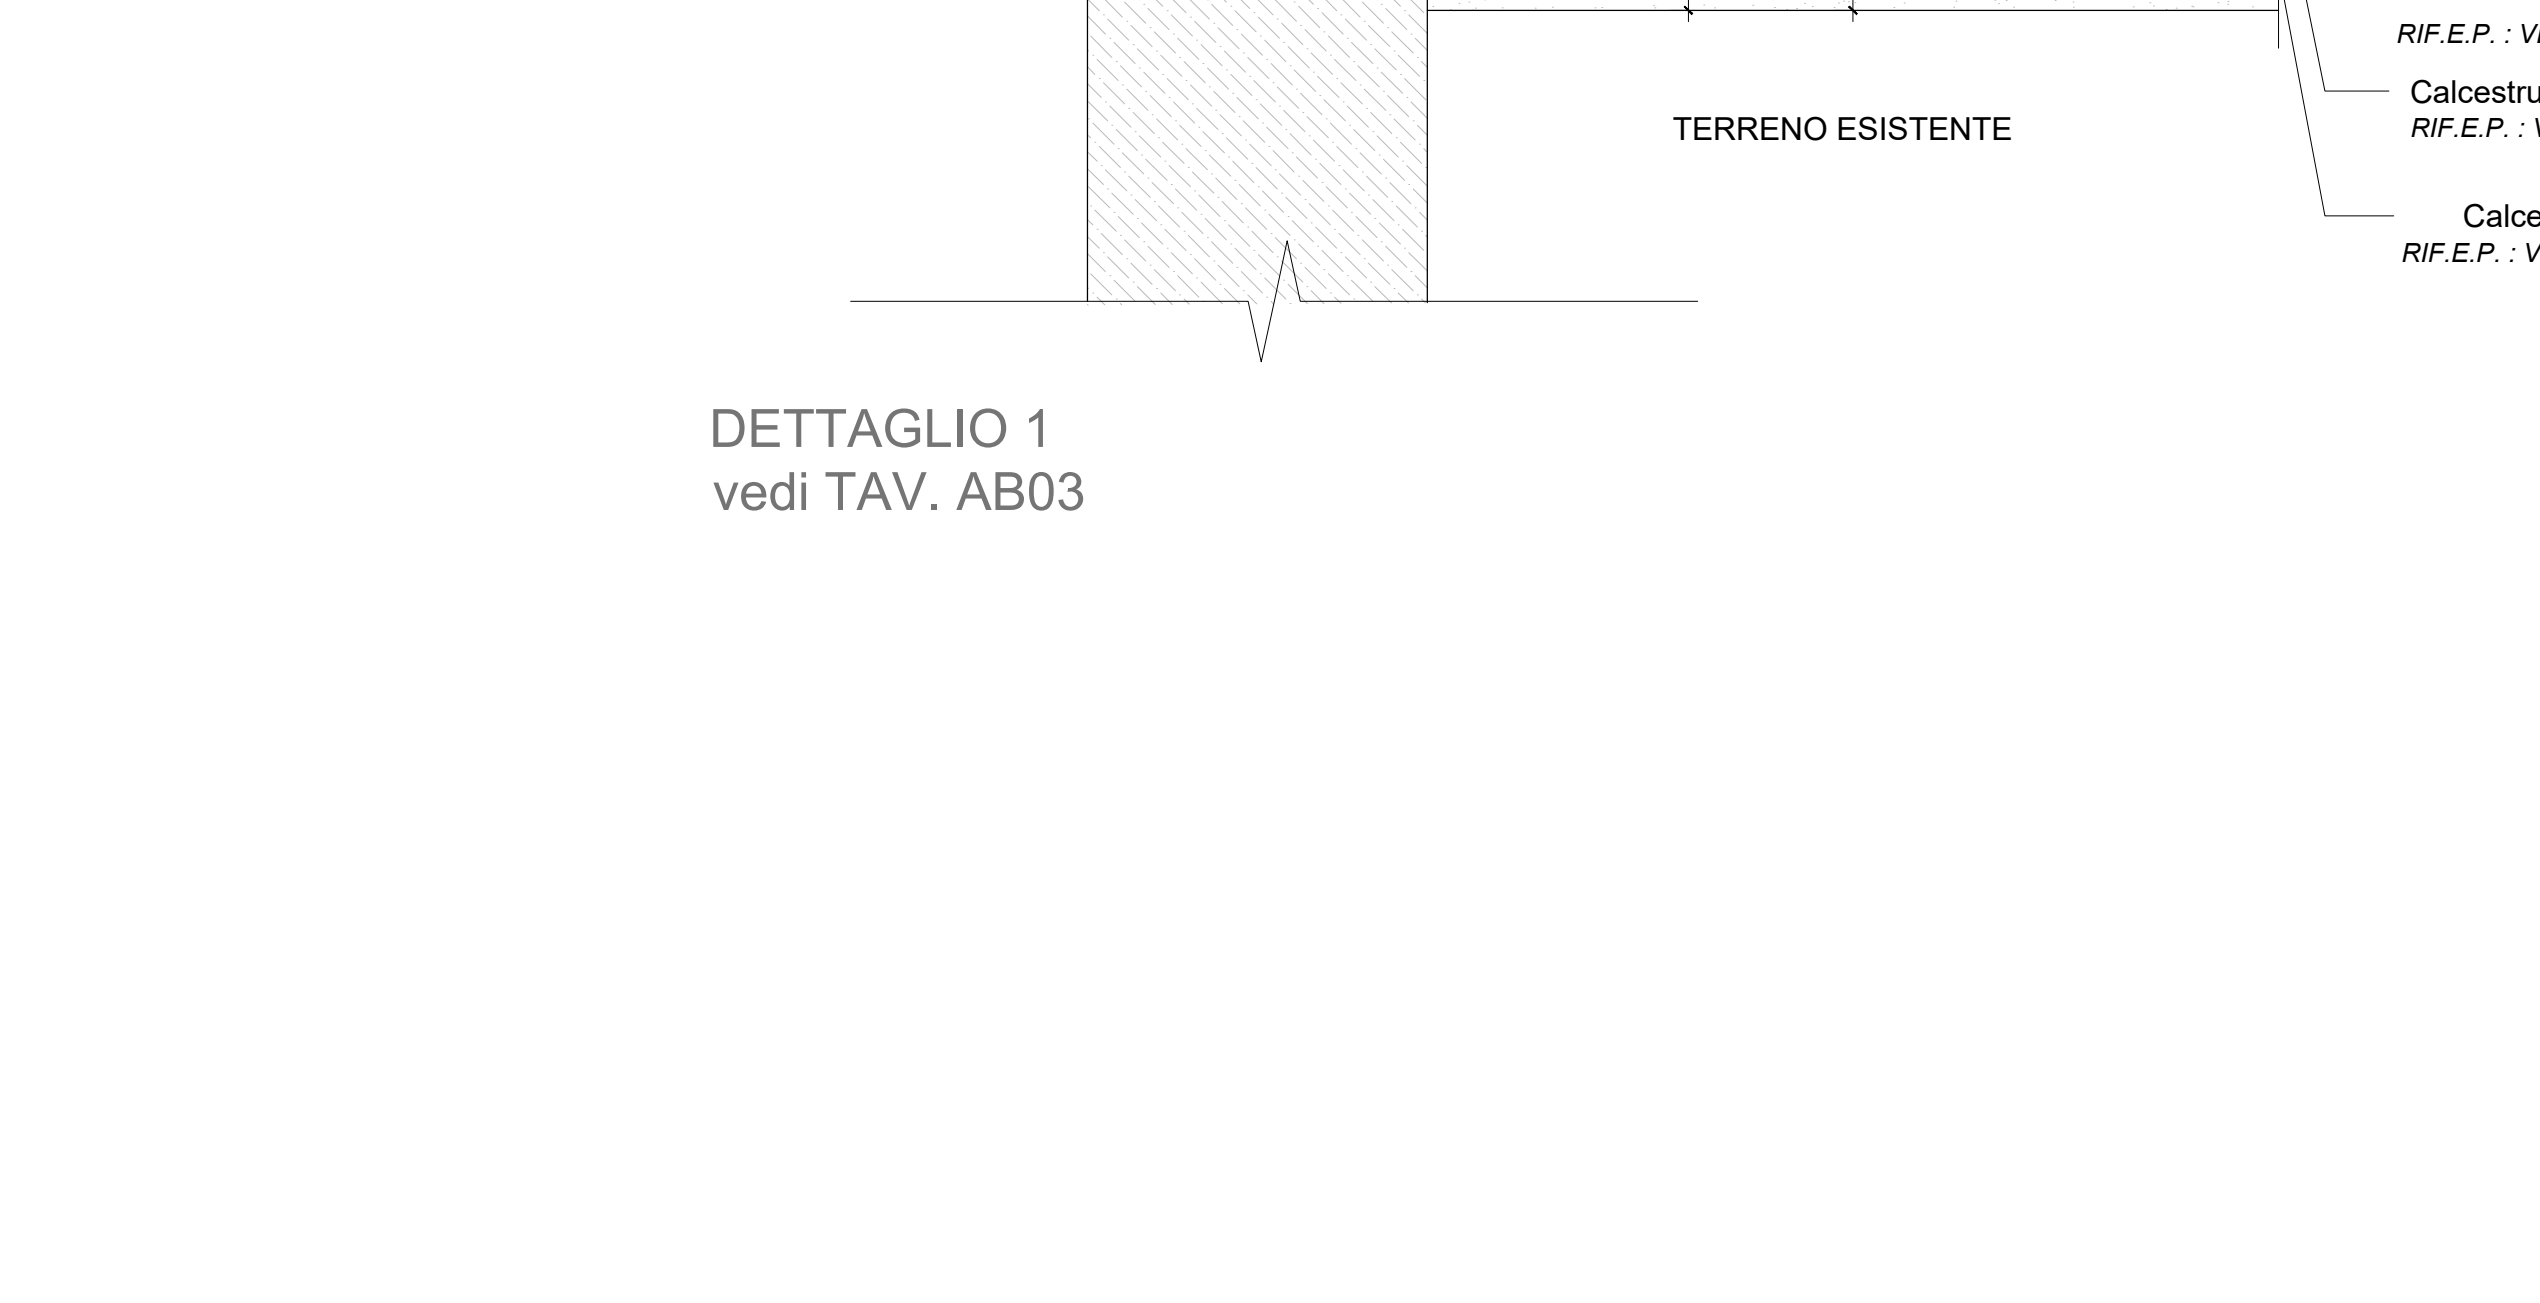 RIF.E.P. :
Calcestru
RIF.E.P. :
TERRENO ESISTENTE
Calce
RIF.E.P. :
DETTAGLIO 1
vedi TAV. AB03